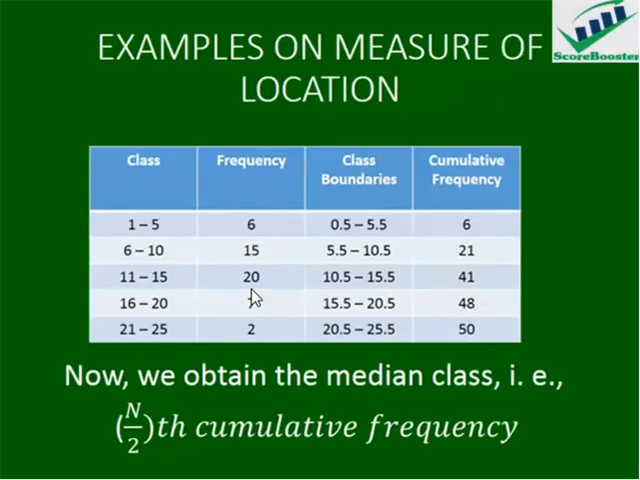 ScoreBooster
EXAMPLES ON MEASURE OF
LOCATION
Class Frequency Class Boundaries Cumulative Frequency
1 – 5 6 0.5 – 5.5 6
6 – 10 15 5.5 – 10.5 21
11 – 15 20 10.5 – 15.5 41
16 – 20 15.5 – 20.5 48
21 – 25 2 20.5 – 25.5 50
Now, we obtain the median class, i. e.,
(N/2)th cumulative frequency